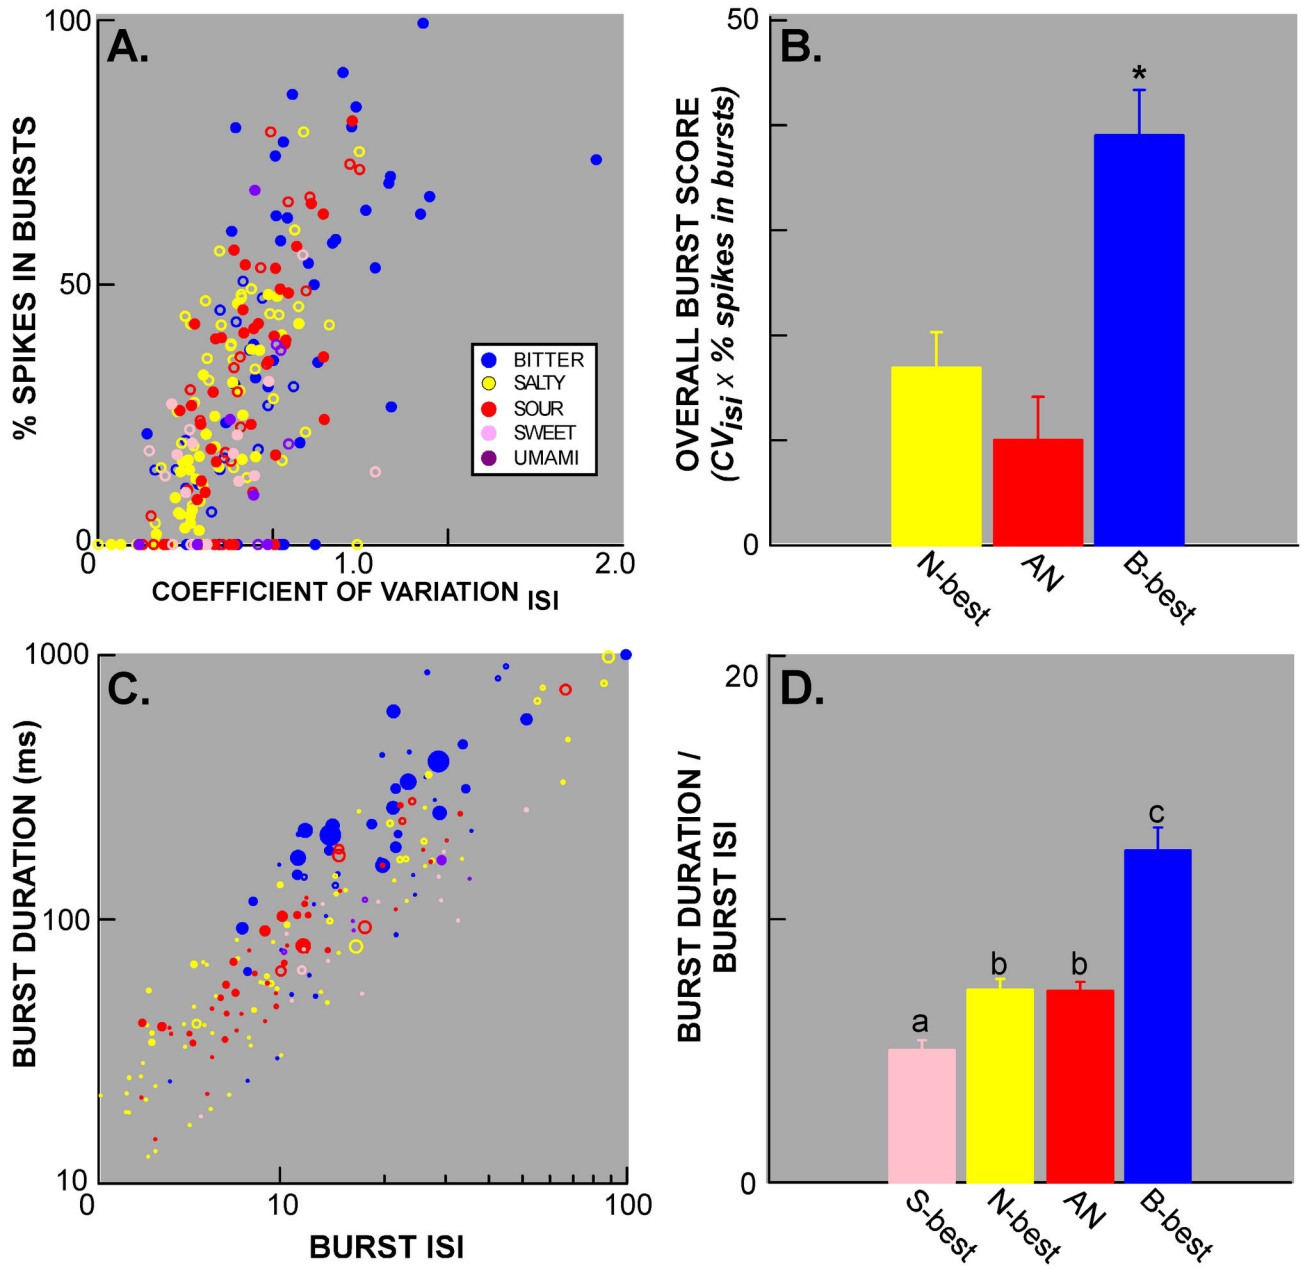 A.
100
50
0
% SPIKES IN BURSTS
BITTER
SALTY
SOUR
SWEET
UMAMI
0
1.0
2.0
COEFFICIENT OF VARIATION ISI
B.
50
0
OVERALL BURST SCORE
(CVisi x % spikes in bursts)
*
N-best
AN
B-best
C.
1000
100
10
BURST DURATION (ms)
0
10
100
BURST ISI
D.
20
0
BURST DURATION /
BURST ISI
a
b
b
c
S-best
N-best
AN
B-best